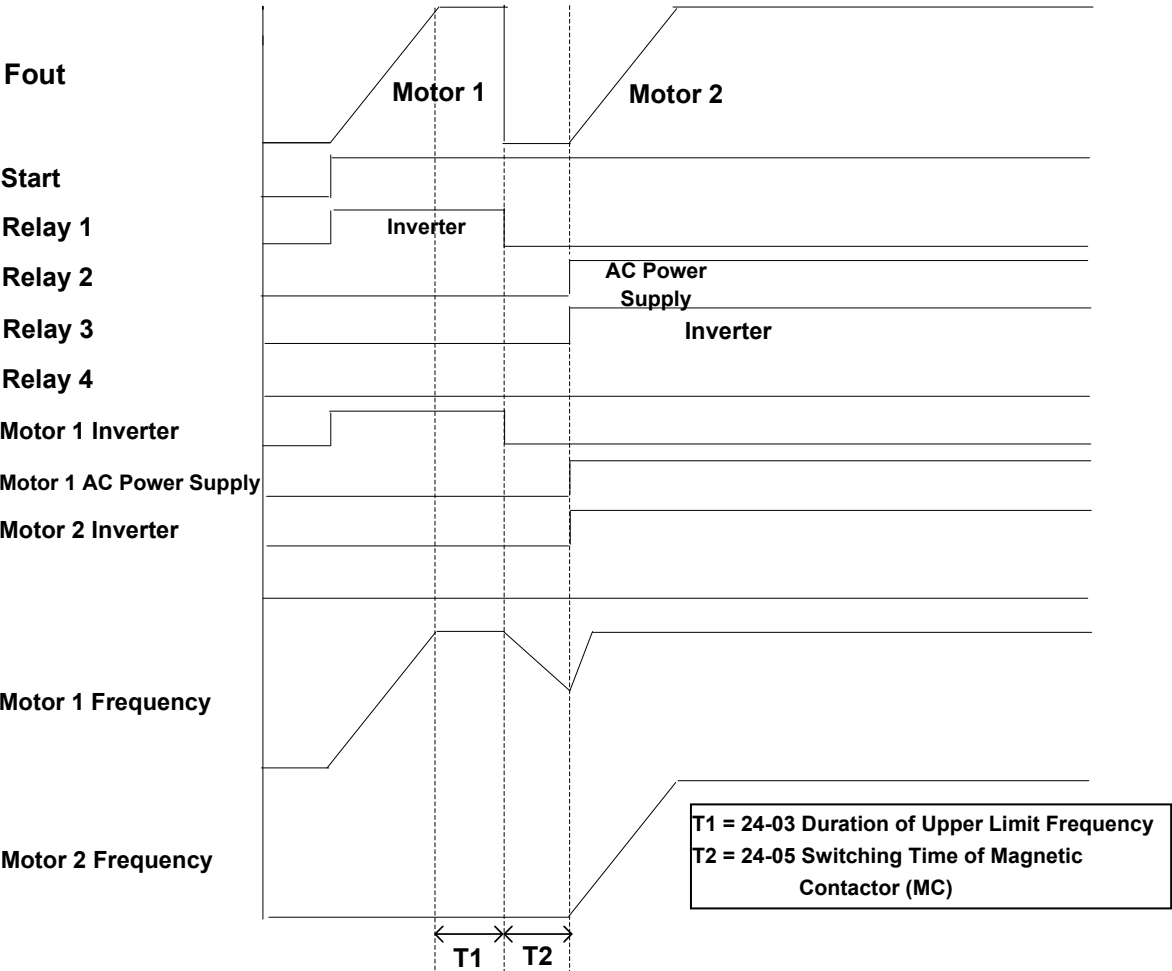 Fout
Motor 1
Motor 2
Start
Relay 1
Inverter
Relay 2
AC Power
Supply
Relay 3
Inverter
Relay 4
Motor 1 Inverter
Motor 1 AC Power Supply
Motor 2 Inverter
Motor 1 Frequency
T1 = 24-03 Duration of Upper Limit Frequency
T2 = 24-05 Switching Time of Magnetic
Contactor (MC)
Motor 2 Frequency
T1
T2